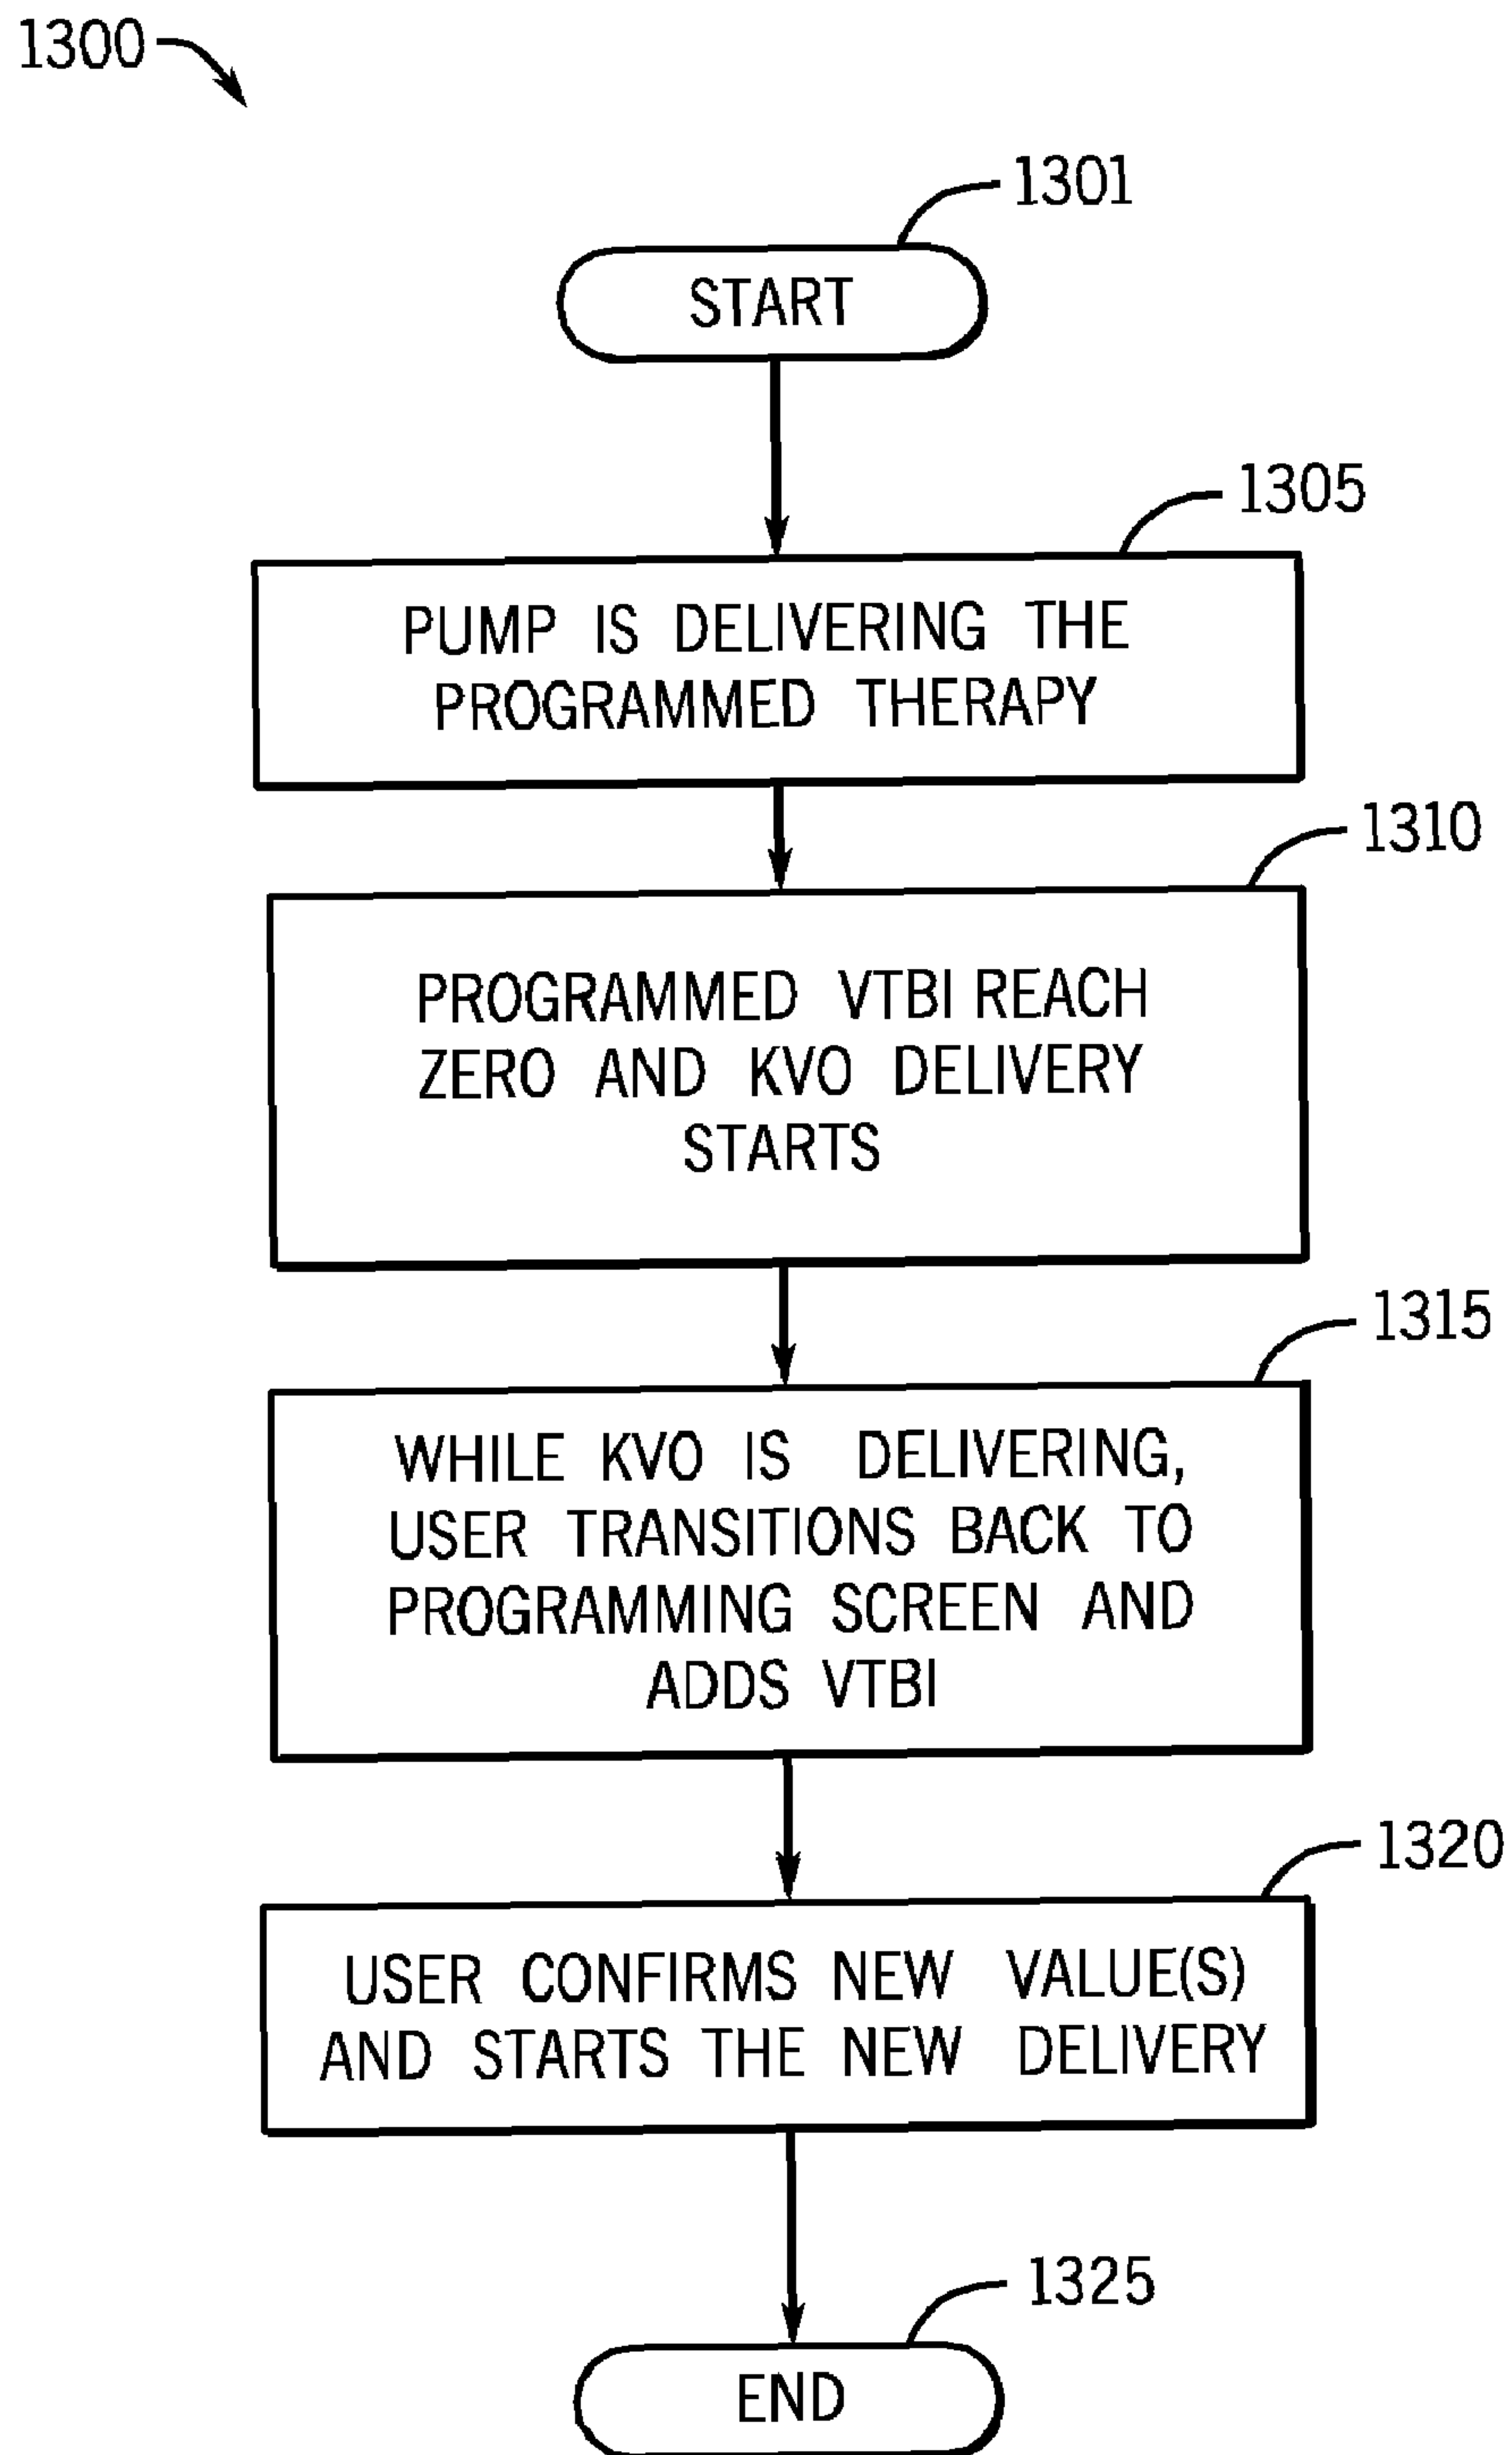 1300
1301
START
1305
PUMP IS DELIVERING THE
PROGRAMMED THERAPY
1310
PROGRAMMED VTBI REACH
ZERO AND KVO DELIVERY
STARTS
1315
WHILE KVO IS DELIVERING,
USER TRANSITIONS BACK TO
PROGRAMMING SCREEN AND
ADDS VTBI
1320
USER CONFIRMS NEW VALUE(S)
AND STARTS THE NEW DELIVERY
1325
END